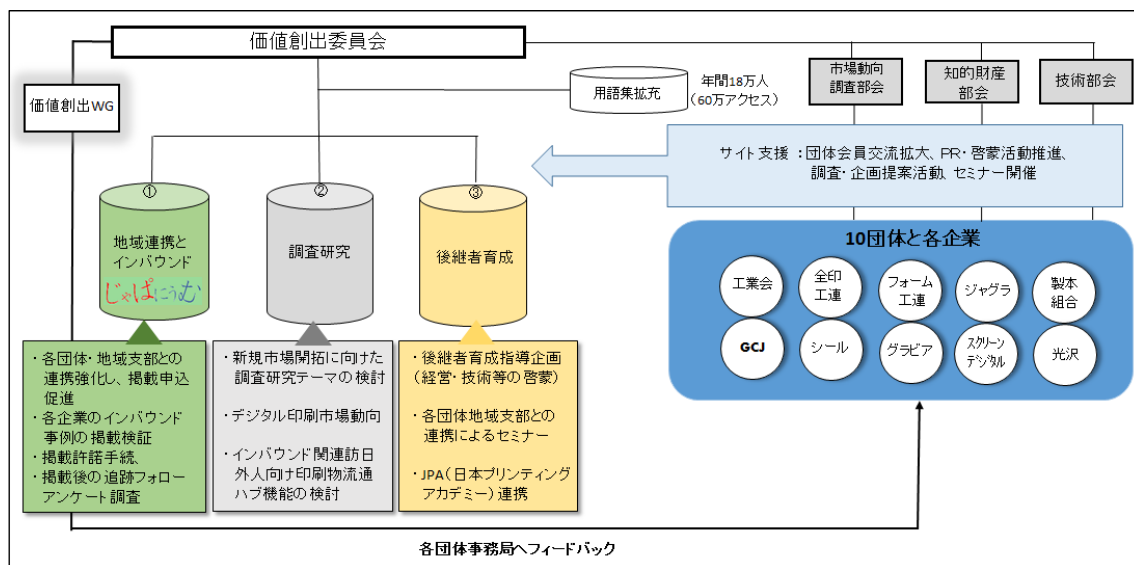 価値創出委員会
価値創出WG
用語集拡充
年間18万人
（60万アクセス）
市場動向
調査部会
知的財産
部会
技術部会
サイト支援 ：団体会員交流拡大、PR・啓蒙活動推進、
調査・企画提案活動、セミナー開催
①
地域連携と
インバウンド
じゃぱにうむ
②
調査研究
③
後継者育成
・各団体・地域支部との
連携強化し、掲載申込
促進
・各企業のインバウンド
事例の掲載検証
・掲載許諾手続、
・掲載後の追跡フォロー
アンケート調査
・新規市場開拓に向けた
調査研究テーマの検討
・デジタル印刷市場動向
・インバウンド関連訪日
外人向け印刷物流通
ハブ機能の検討
・後継者育成指導企画
（経営・技術等の啓蒙）
・各団体地域支部との
連携によるセミナー
・JPA（日本プリンティング
アカデミー）連携
10団体と各企業
工業会
全印
工連
フォーム
工連
ジャグラ
製本
組合
GCJ
シール
グラビア
スクリーン
デジタル
光沢
各団体事務局へフィードバック